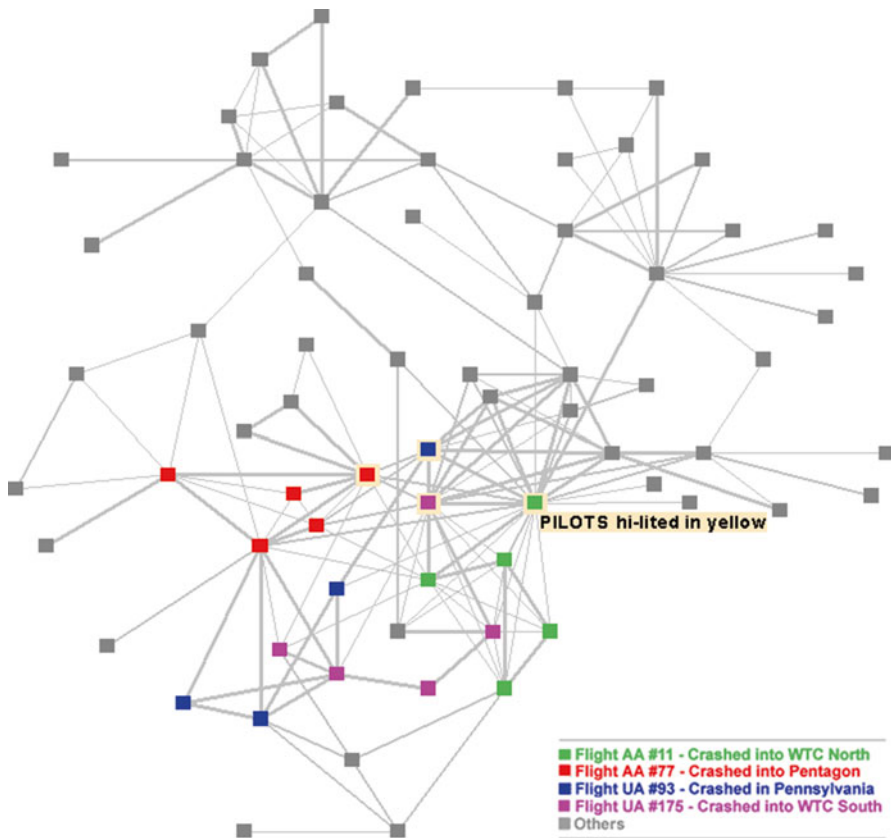 PILOTS hi-lited in yellow
Flight AA #11 - Crashed into WTC North
Flight AA #77 - Crashed into Pentagon
Flight UA #93 - Crashed in Pennsylvania
Flight UA #175 - Crashed into WTC South
Others